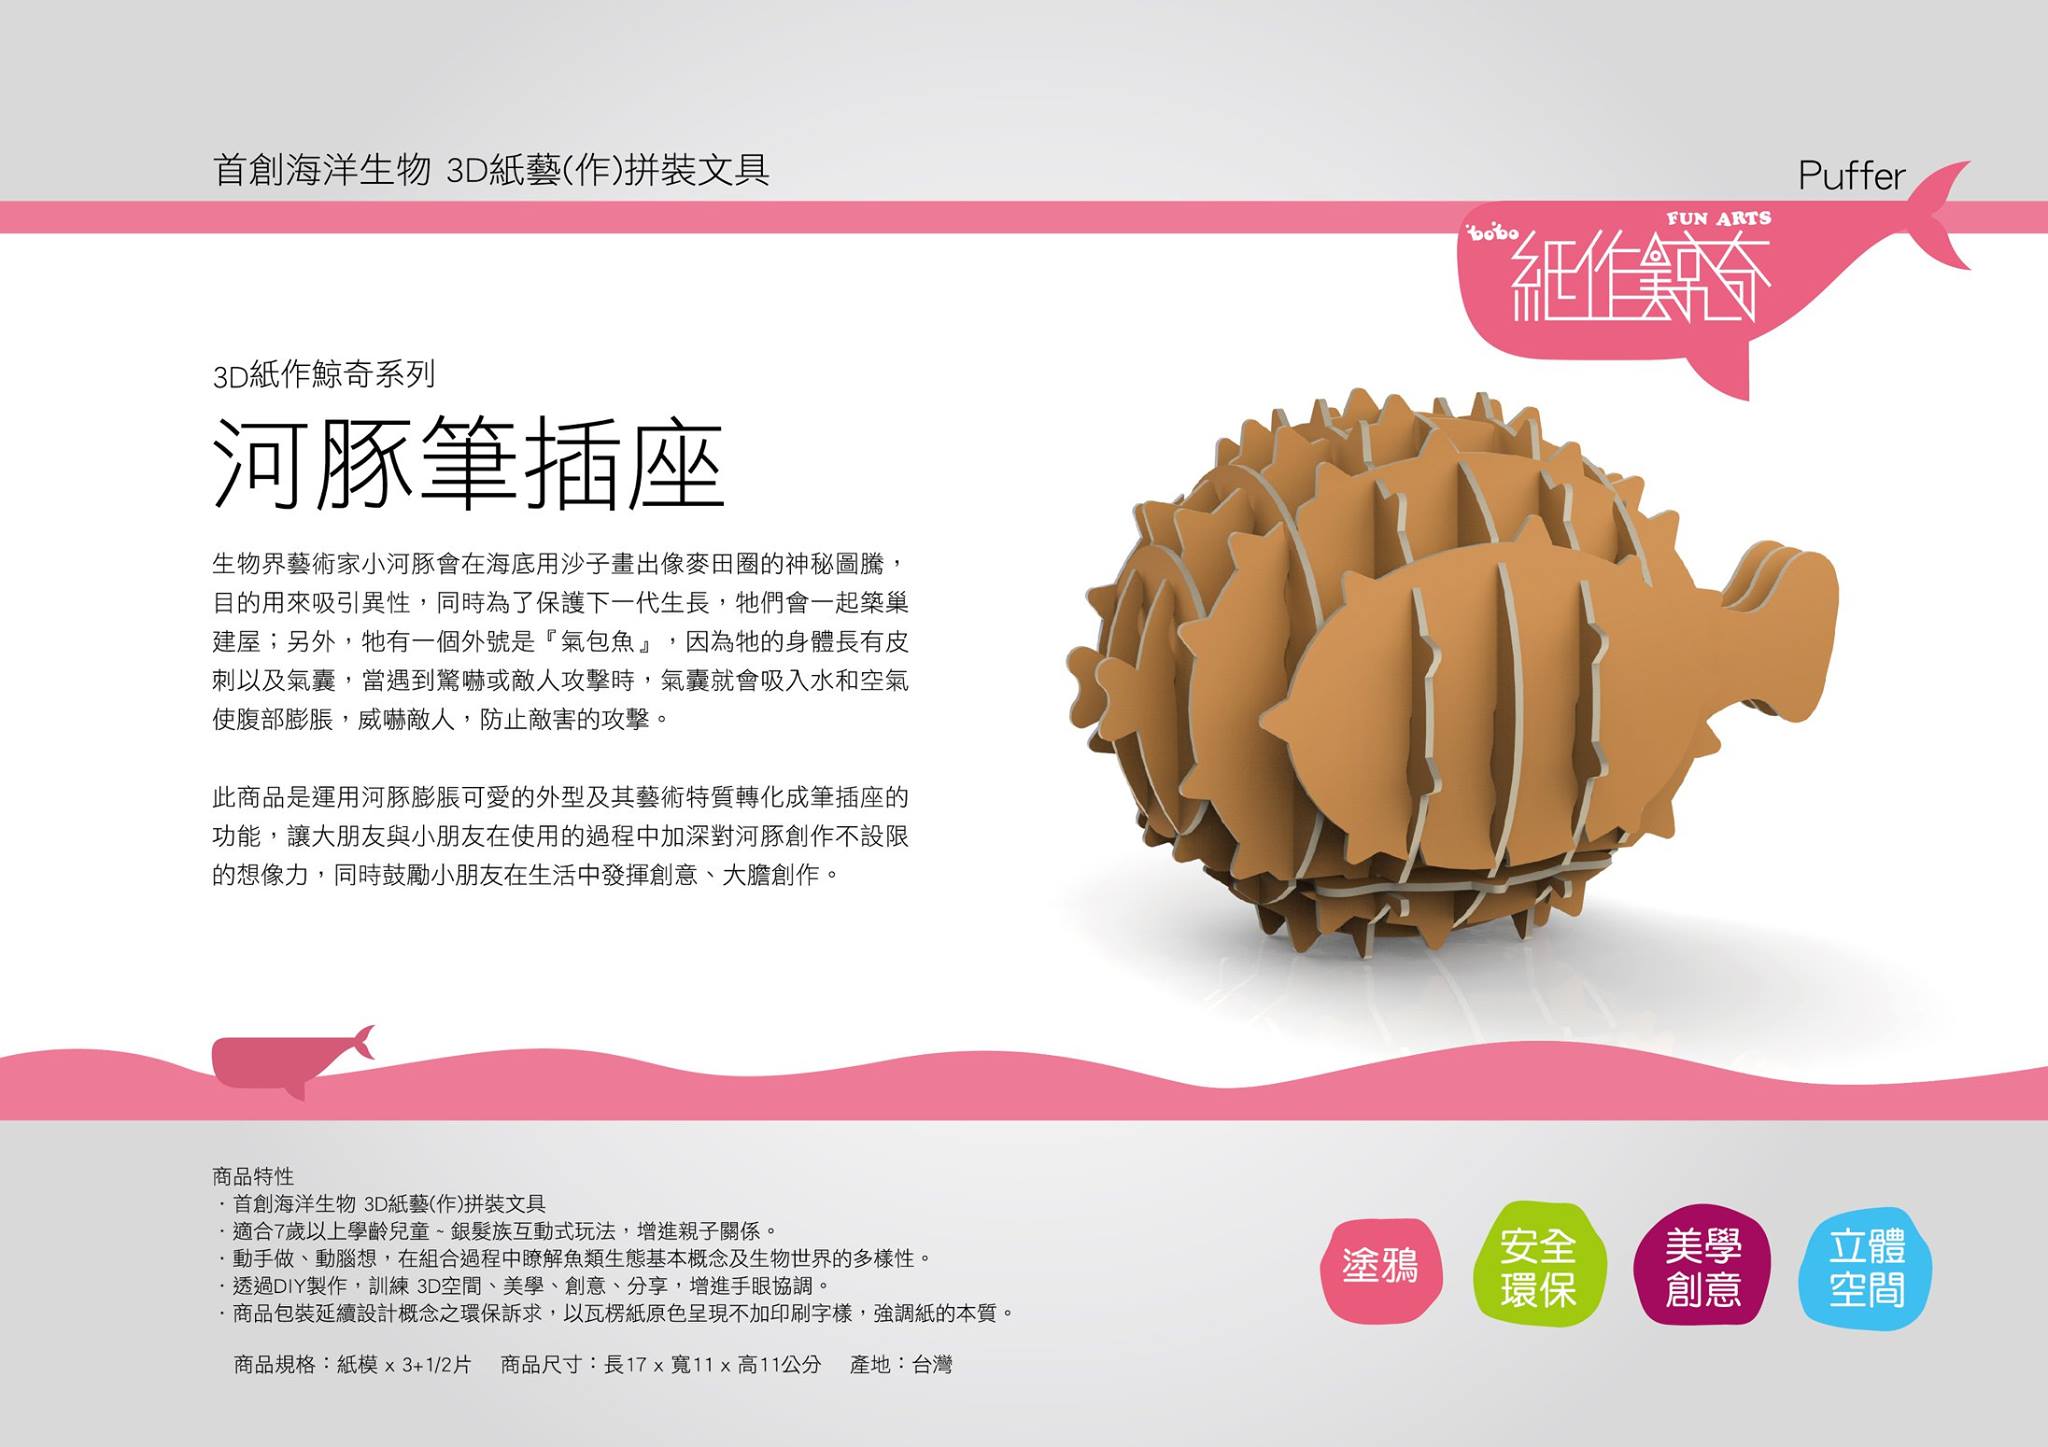 首創海洋生物 3D紙藝(作)拼裝文具
Puffer
FUN ARTS
bobo
紙作鯨奇
3D紙作鯨奇系列
河豚筆插座
生物界藝術家小河豚會在海底用沙子畫出像麥田圈的神秘圖騰，
目的用來吸引異性，同時為了保護下一代生長，牠們會一起築巢
建屋；另外，牠有一個外號是『氣包魚』，因為牠的身體長有皮
刺以及氣囊，當遇到驚嚇或敵人攻擊時，氣囊就會吸入水和空氣
使腹部膨脹，威嚇敵人，防止敵害的攻擊。
此商品是運用河豚膨脹可愛的外型及其藝術特質轉化成筆插座的
功能，讓大朋友與小朋友在使用的過程中加深對河豚創作不設限
的想像力，同時鼓勵小朋友在生活中發揮創意、大膽創作。
商品特性
· 首創海洋生物 3D紙藝(作)拼裝文具
· 適合7歲以上學齡兒童 ~ 銀髮族互動式玩法，增進親子關係。
· 動手做、動腦想，在組合過程中瞭解魚類生態基本概念及生物世界的多樣性。
· 透過DIY製作，訓練 3D空間、美學、創意、分享，增進手眼協調。
· 商品包裝延續設計概念之環保訴求，以瓦楞紙原色呈現不加印刷字樣，強調紙的本質。
商品規格：紙模 x 3+1/2片 商品尺寸：長17 x 寬11 x 高11公分 產地：台灣
塗鴉
安全
環保
美學
創意
立體
空間